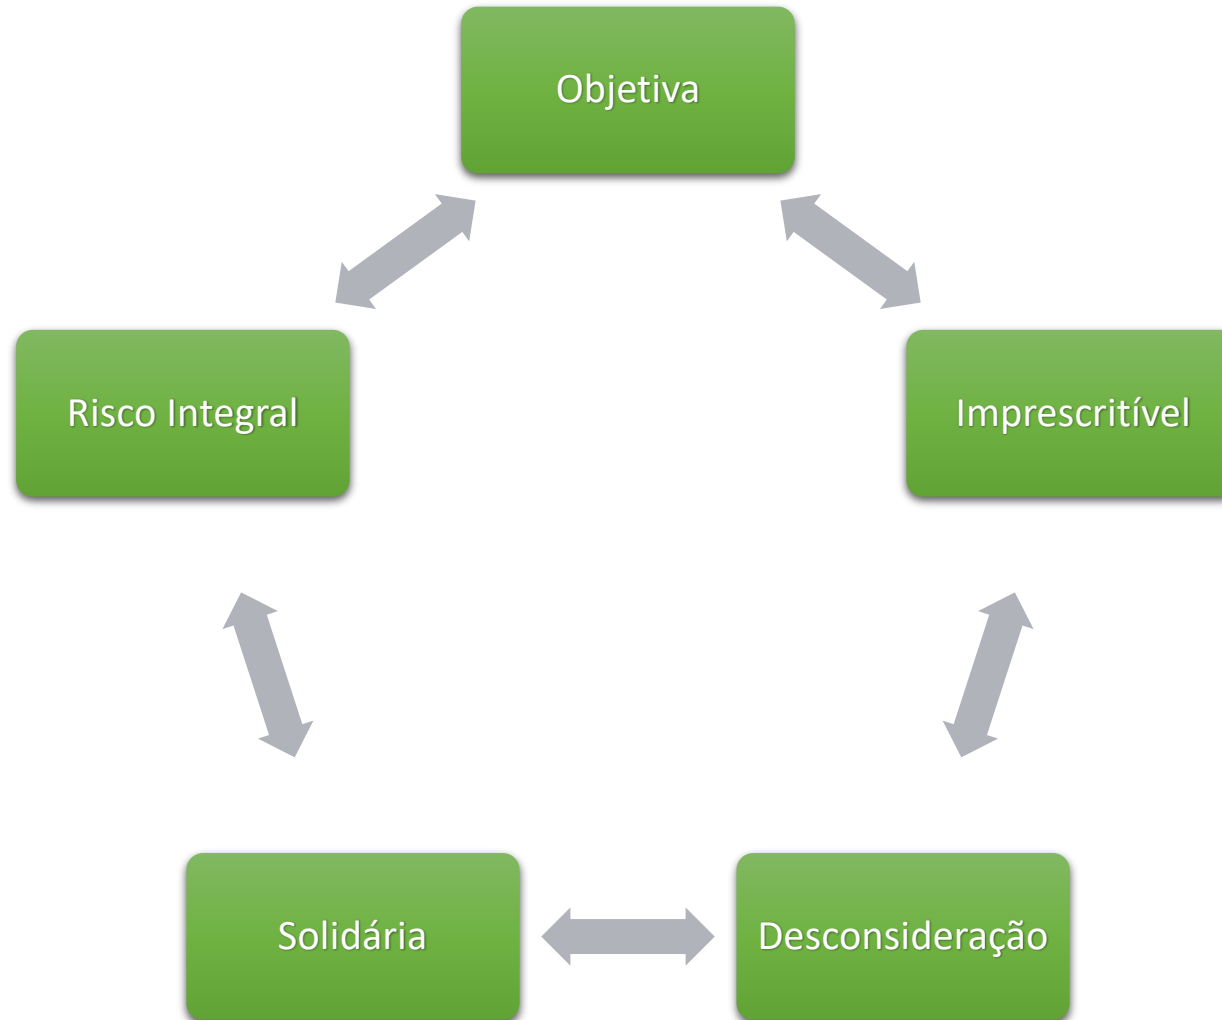 Objetiva
Risco Integral
Imprescritível
Solidária
Desconsideração